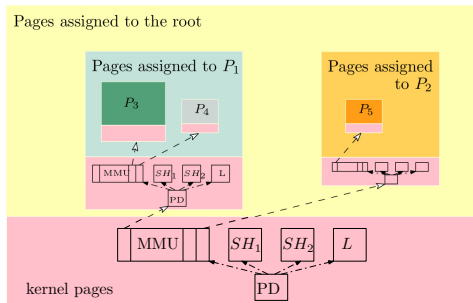 Pages assigned to the root
Pages assigned to P1
Pages assigned
to P2
P3
P4
P5
MMU SH1 SH2 L
PD
MMU SH1 SH2 L
kernel pages PD